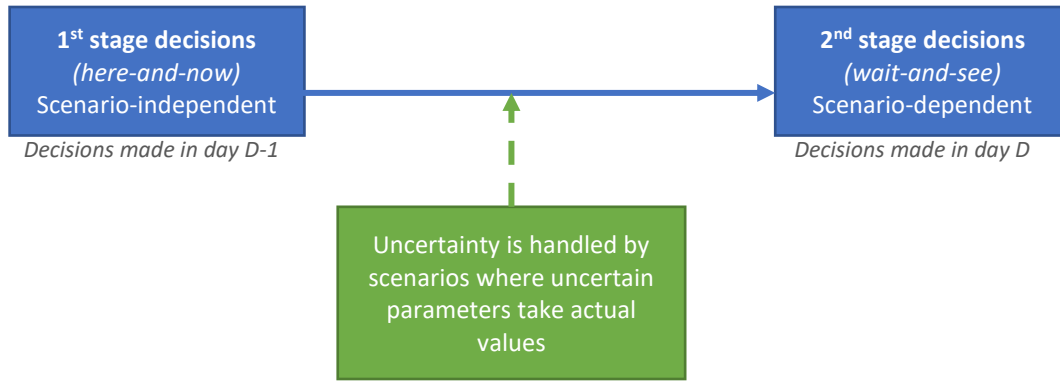 1st stage decisions
(here-and-now)
Scenario-independent
Decisions made in day D-1
2nd stage decisions
(wait-and-see)
Scenario-dependent
Decisions made in day D
Uncertainty is handled by
scenarios where uncertain
parameters take actual
values